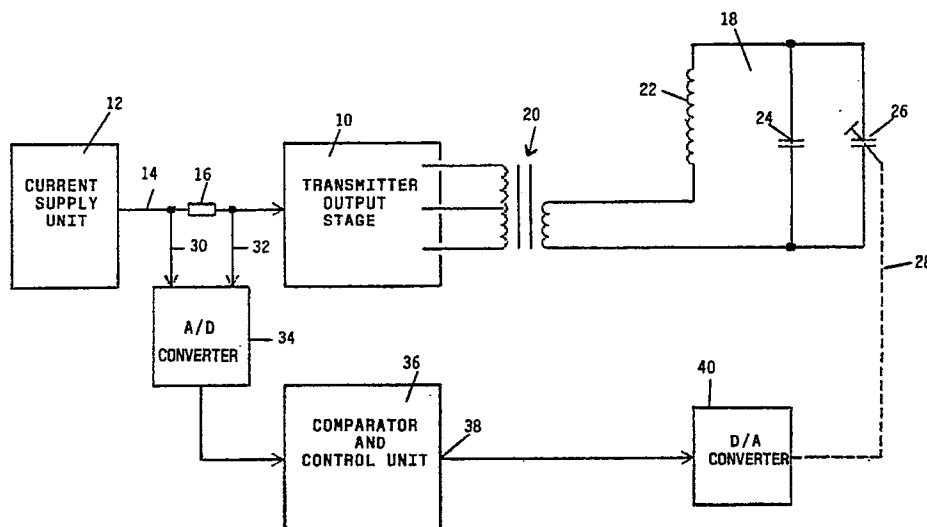 12
CURRENT
SUPPLY
UNIT
14
16
10
TRANSMITTER
OUTPUT
STAGE
20
22
18
24
26
28
30
32
A/D
CONVERTER
34
36
COMPARATOR
AND
CONTROL UNIT
38
40
D/A
CONVERTER